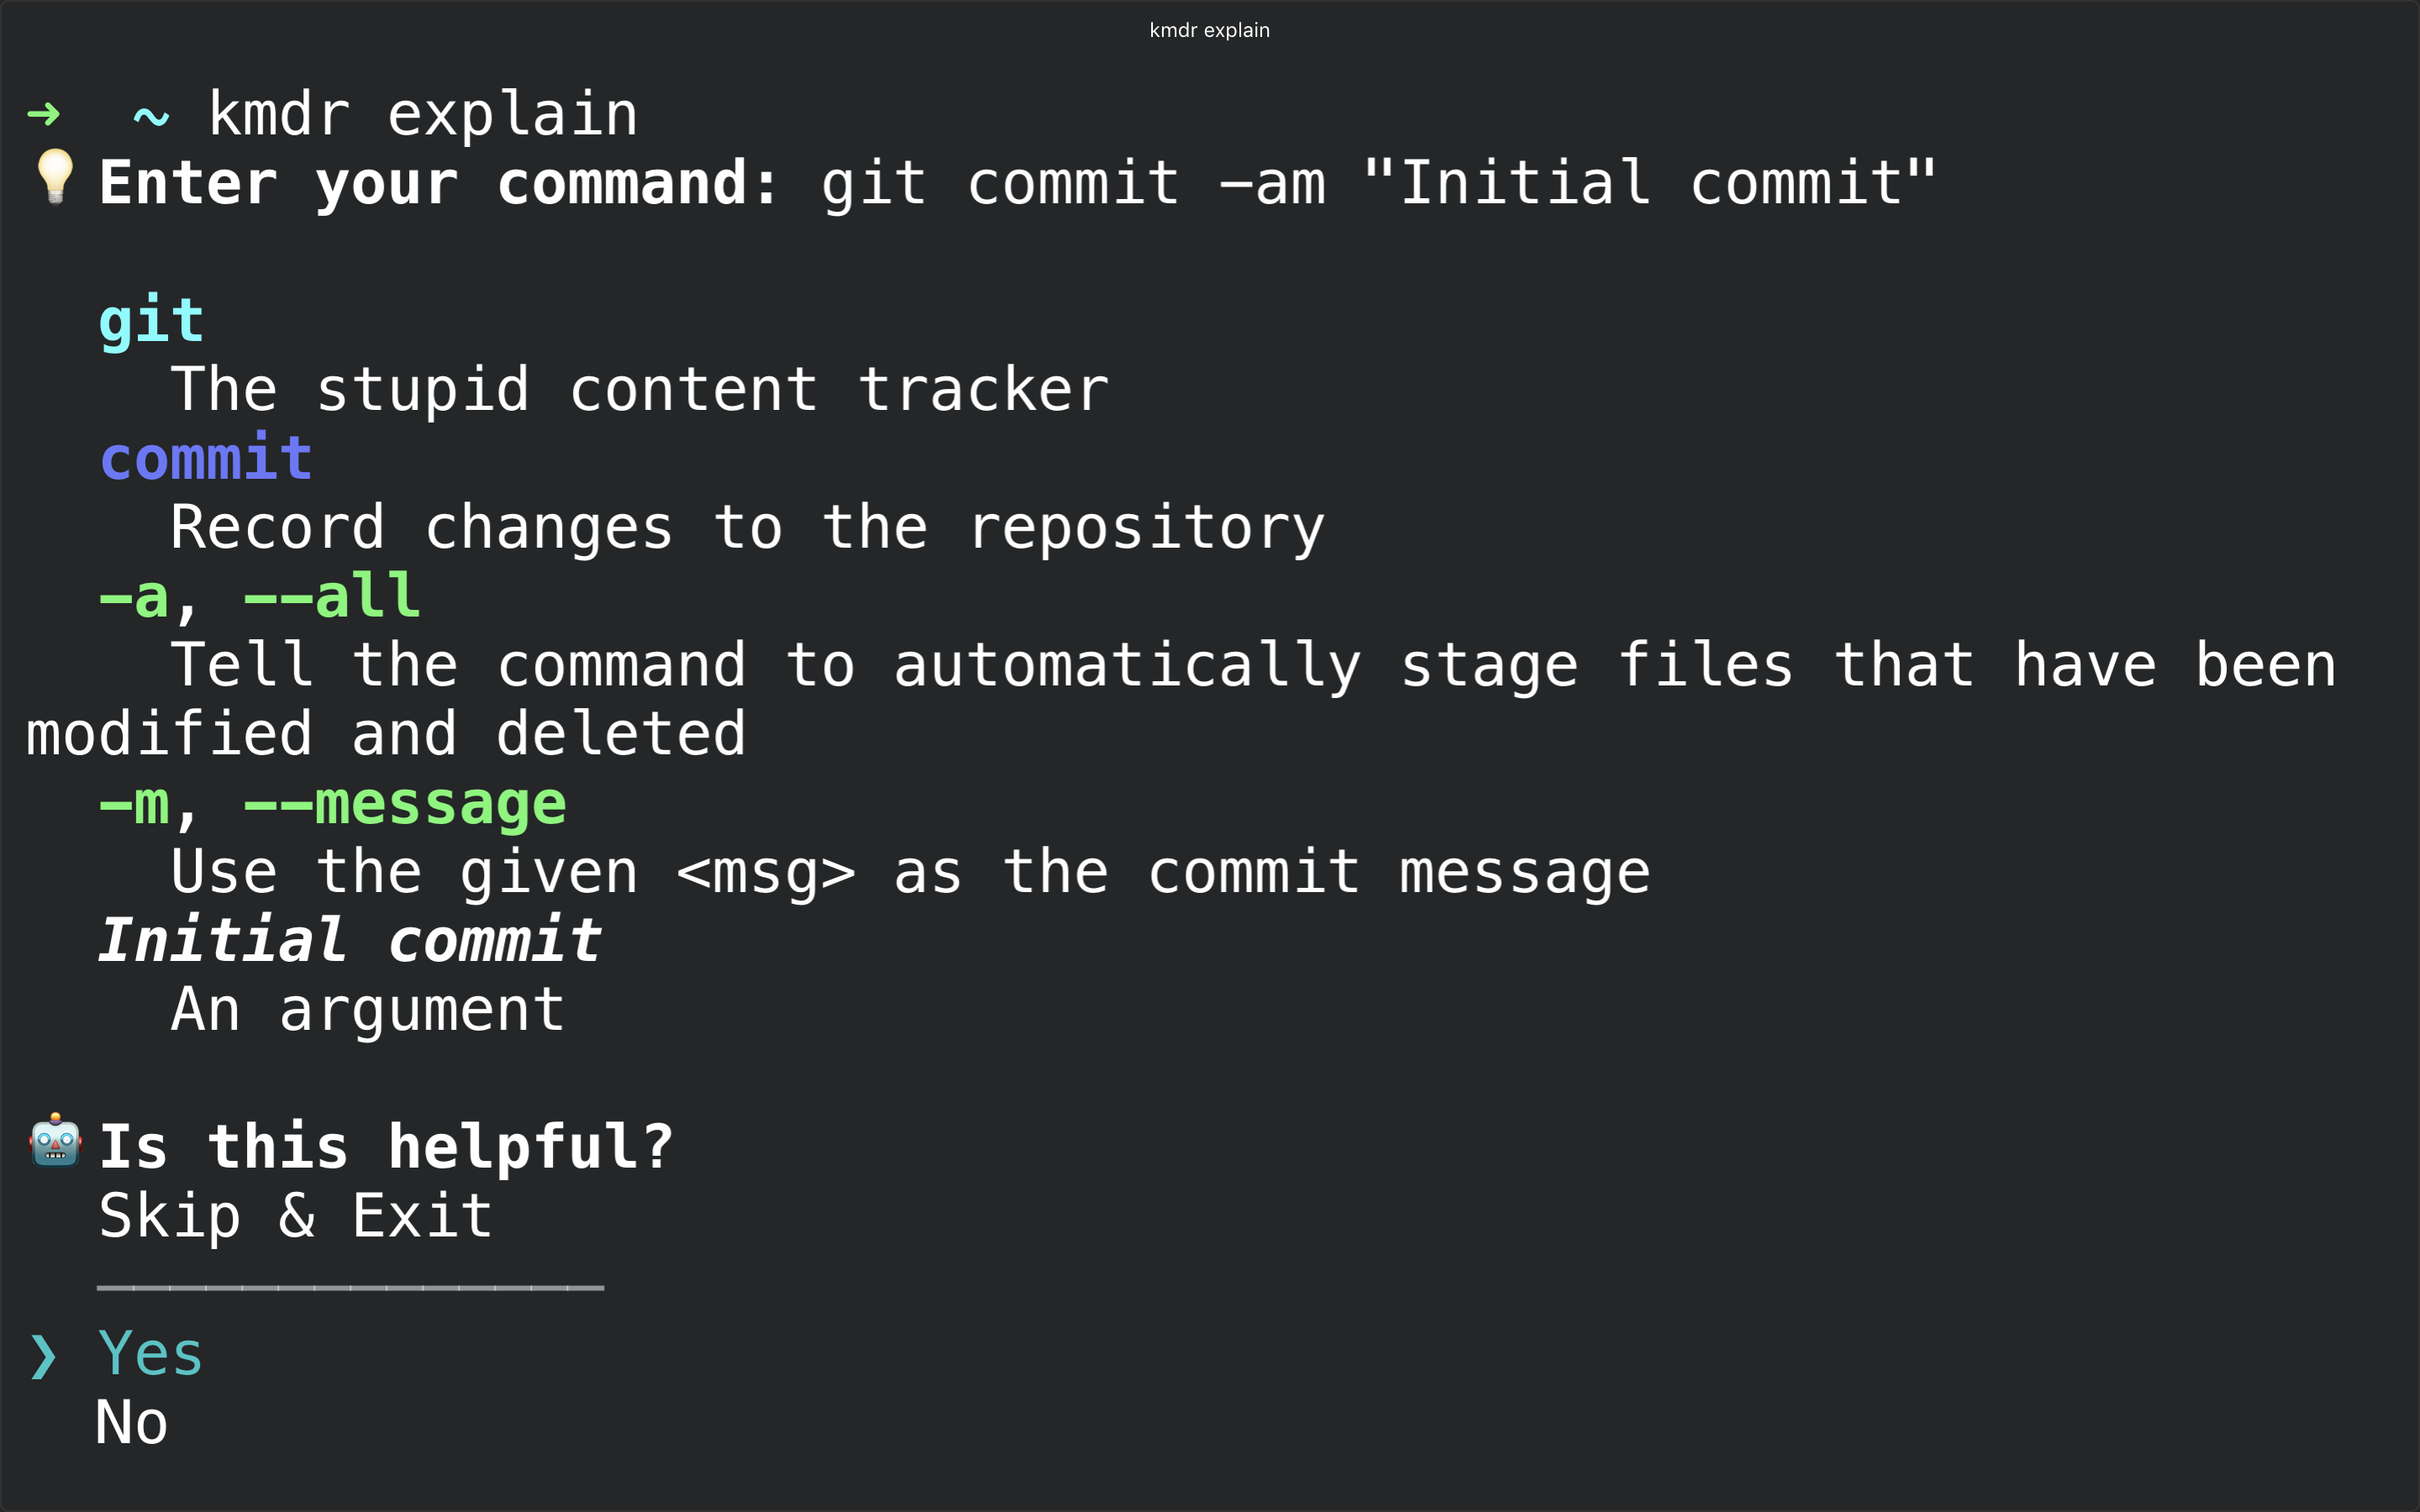 kmdr explain
➜ ~ kmdr explain
💡 Enter your command: git commit -am "Initial commit"
git
The stupid content tracker
commit
Record changes to the repository
-a, --all
Tell the command to automatically stage files that have been
modified and deleted
-m, --message
Use the given <msg> as the commit message
Initial commit
An argument
🤖 Is this helpful?
Skip & Exit
──────────────
❯ Yes
No